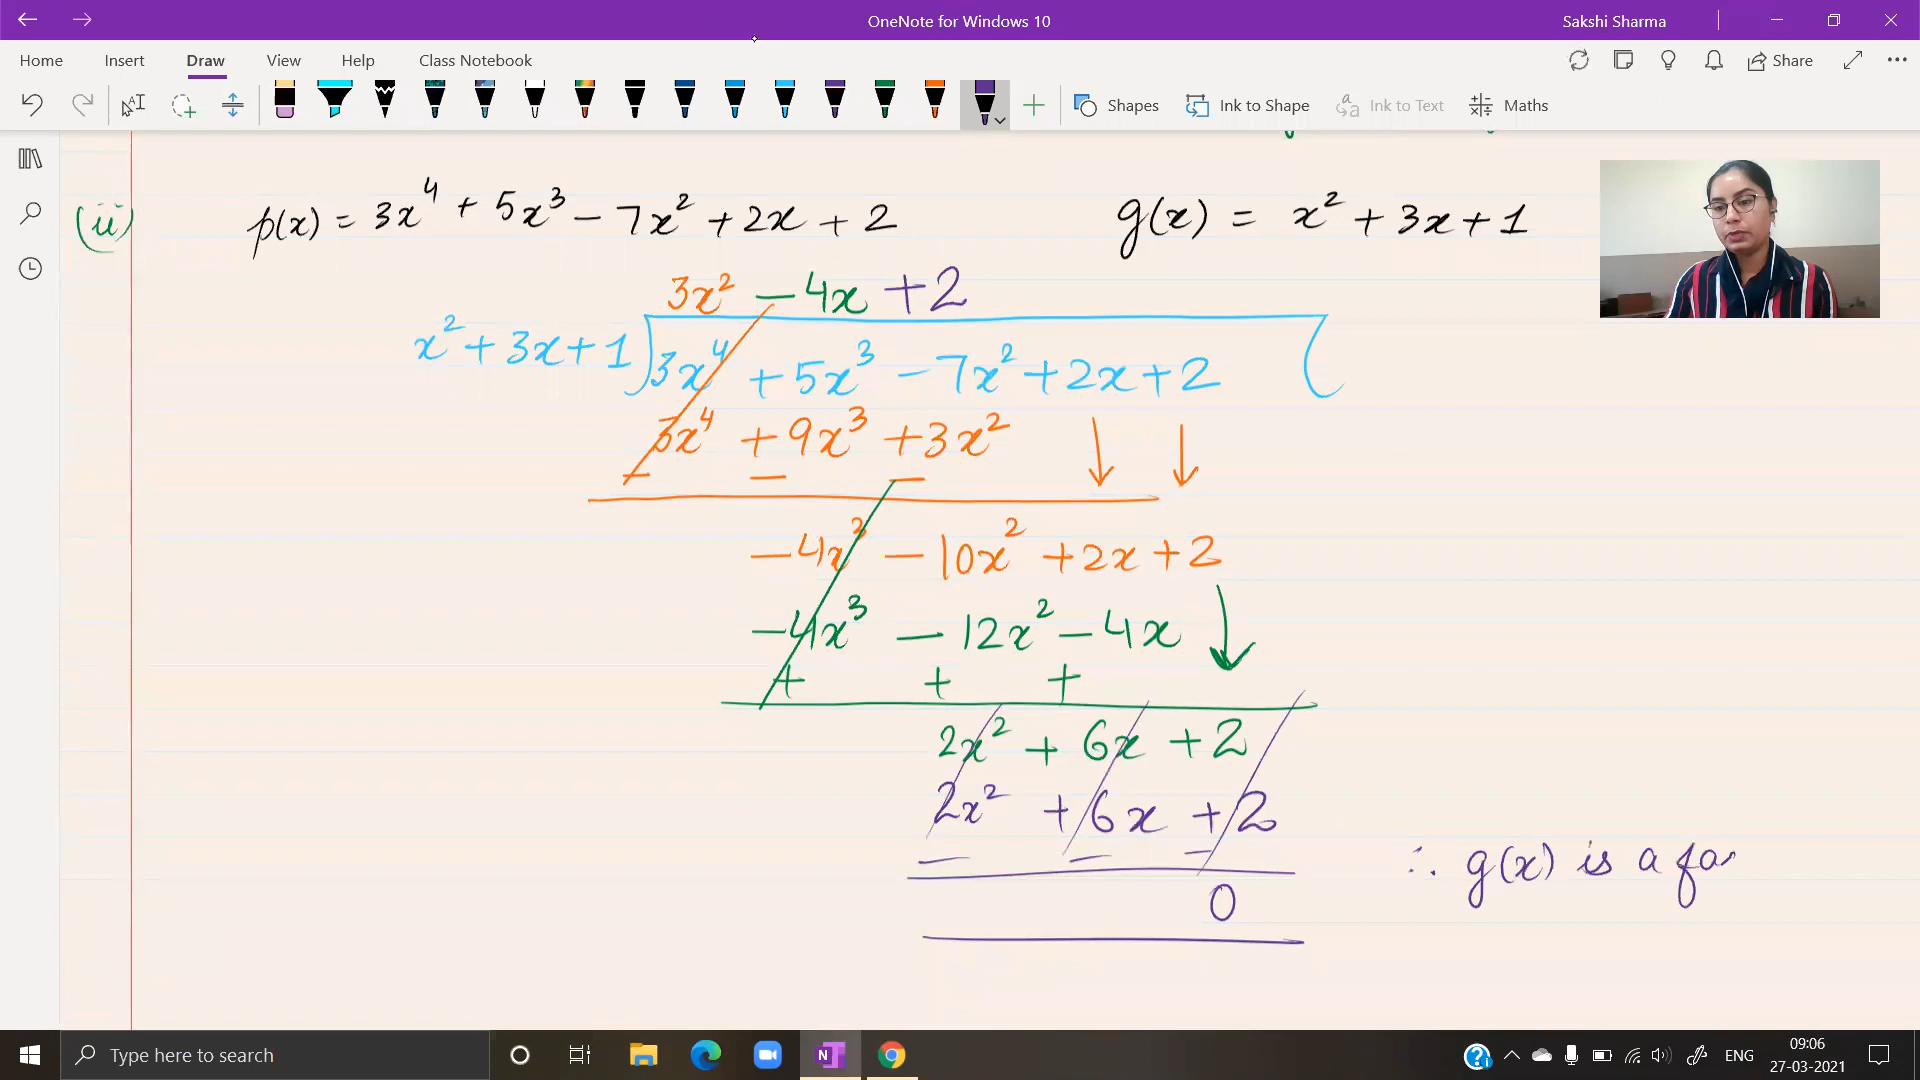 OneNote for Windows 10
Sakshi Sharma
Home Insert Draw View Help Class Notebook Share
Shapes Ink to Shape Ink to Text Maths
(ii) p(x) = 3x⁴ + 5x³ - 7x² + 2x + 2 g(x) = x² + 3x + 1
3x² - 4x + 2
x² + 3x + 1 ) 3x⁴ + 5x³ - 7x² + 2x + 2 (
3x⁴ + 9x³ + 3x²
- - -
-4x³ - 10x² + 2x + 2
-4x³ - 12x² - 4x
+ + +
2x² + 6x + 2
2x² + 6x + 2
- - -
∴ g(x) is a fac
0
Type here to search
ENG
09:06
27-03-2021